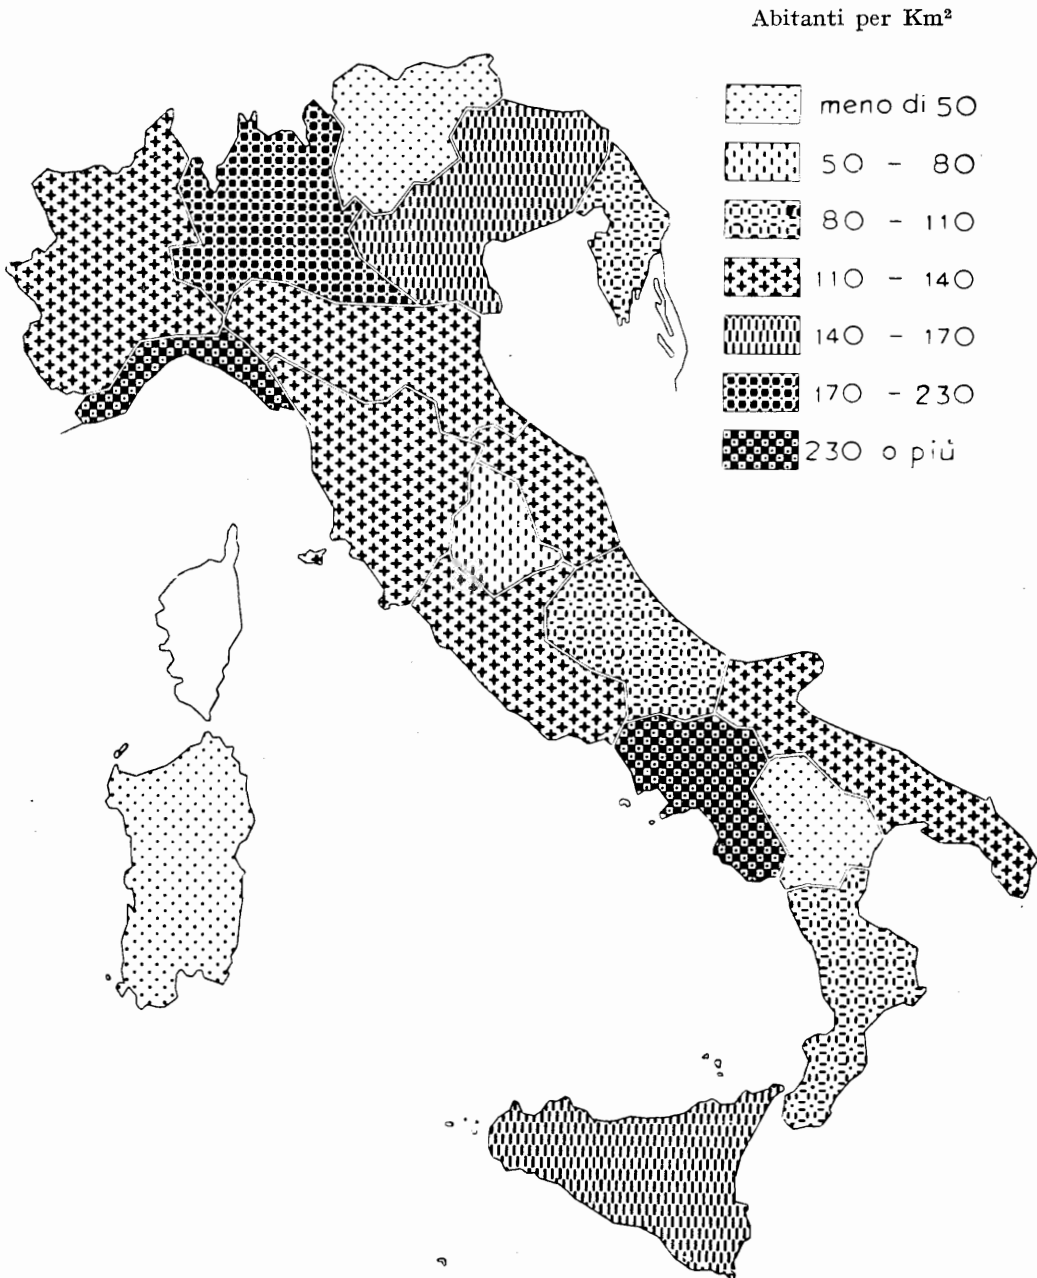 Abitanti per Km²
meno di 50
50 - 80
80 - 110
110 - 140
140 - 170
170 - 230
230 o più